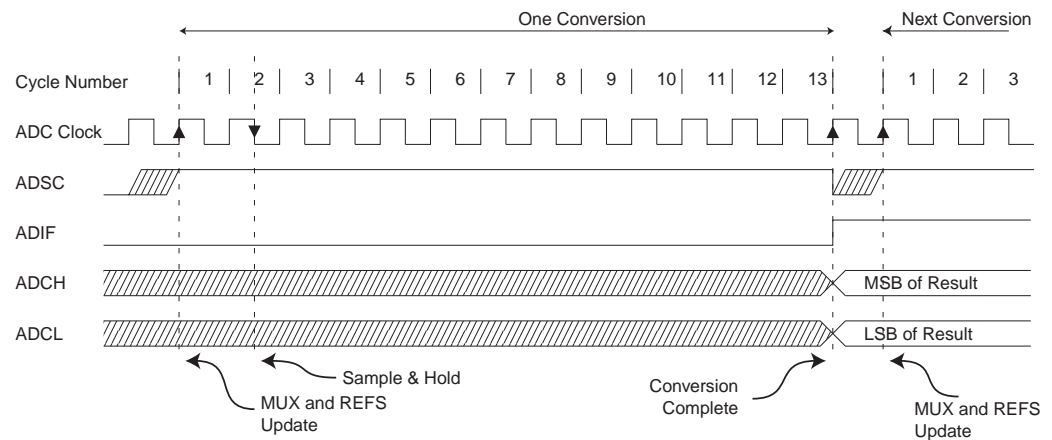 One Conversion
Next Conversion
Cycle Number 1 2 3 4 5 6 7 8 9 10 11 12 13 1 2 3
ADC Clock
ADSC
ADIF
ADCH
MSB of Result
ADCL
LSB of Result
Sample & Hold
MUX and REFS
Update
Conversion
Complete
MUX and REFS
Update